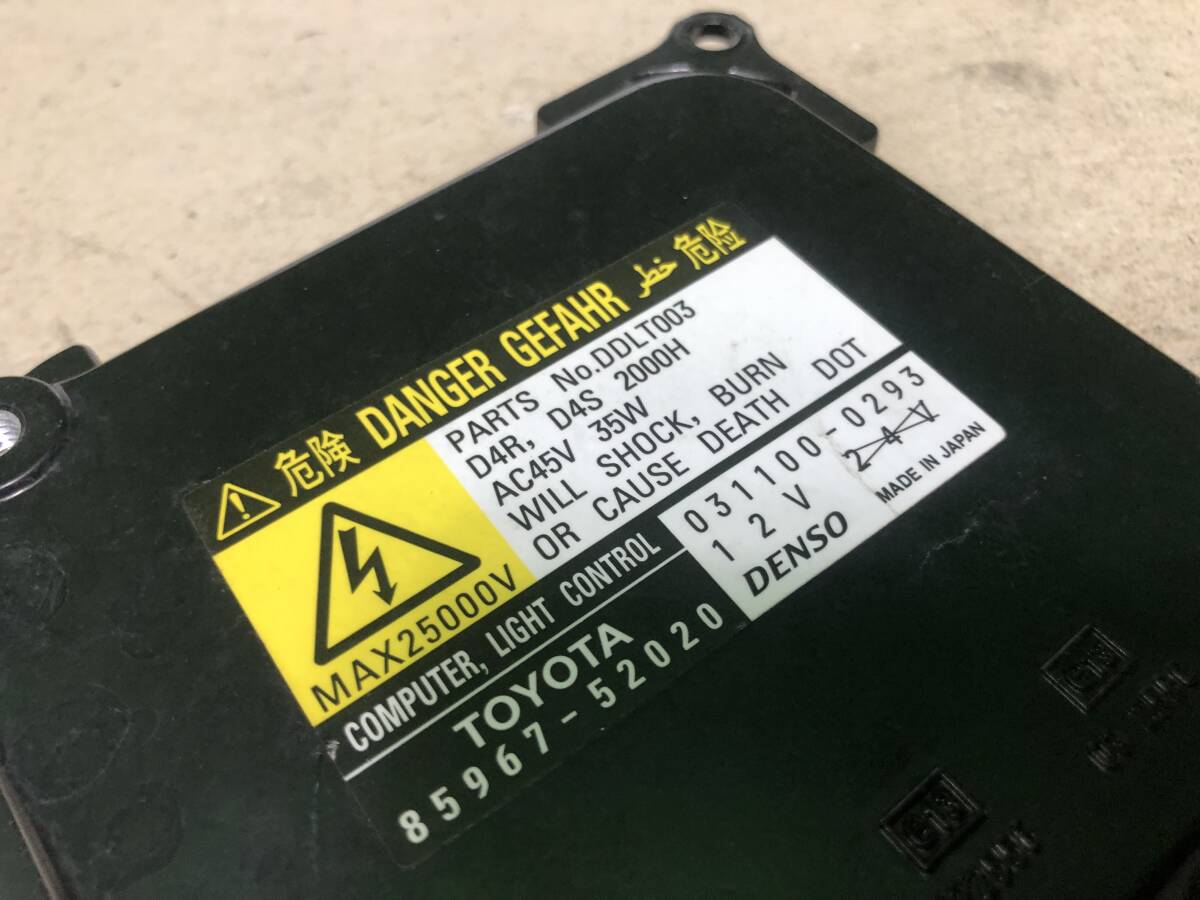 危険 DANGER GEFAHR خطر 危险
PARTS No.DDLT003
D4R, D4S 2000H
AC45V 35W
WILL SHOCK, BURN
OR CAUSE DEATH DOT
MAX25000V
COMPUTER, LIGHT CONTROL
TOYOTA
85967-52020
031100-0293
12V 24V
DENSO MADE IN JAPAN